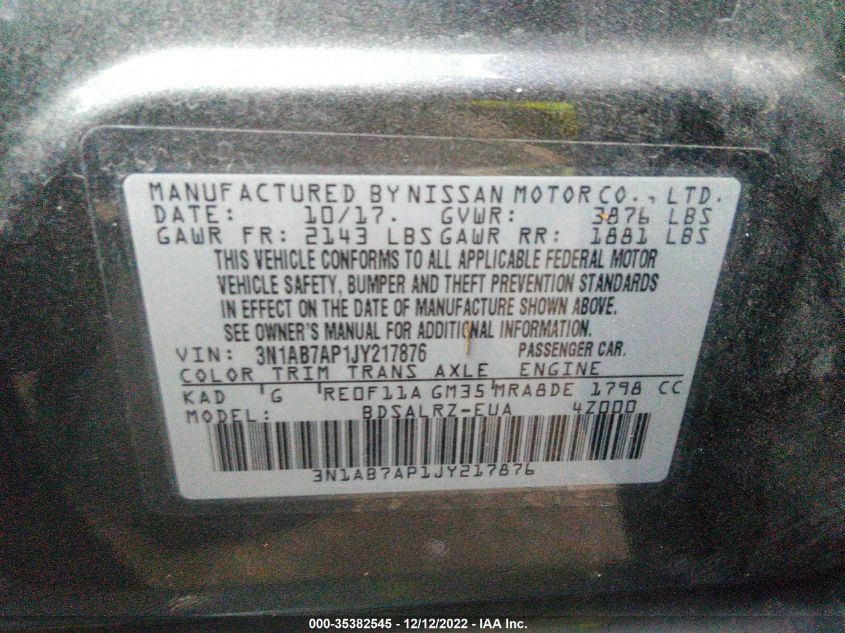 MANUFACTURED BY NISSAN MOTOR CO., LTD.
DATE: 10/17. GVWR: 3876 LBS
GAWR FR: 2143 LBS GAWR RR: 1881 LBS
THIS VEHICLE CONFORMS TO ALL APPLICABLE FEDERAL MOTOR
VEHICLE SAFETY, BUMPER AND THEFT PREVENTION STANDARDS
IN EFFECT ON THE DATE OF MANUFACTURE SHOWN ABOVE.
SEE OWNER'S MANUAL FOR ADDITIONAL INFORMATION.
VIN: 3N1AB7AP1JY217876 PASSENGER CAR.
COLOR TRIM TRANS AXLE ENGINE
KAD G RE0F11A GM35 MRA8DE 1798 CC
MODEL: BDSALRZ-EUA 4Z000
3N1AB7AP1JY217876
000-35382545 - 12/12/2022 - IAA Inc.